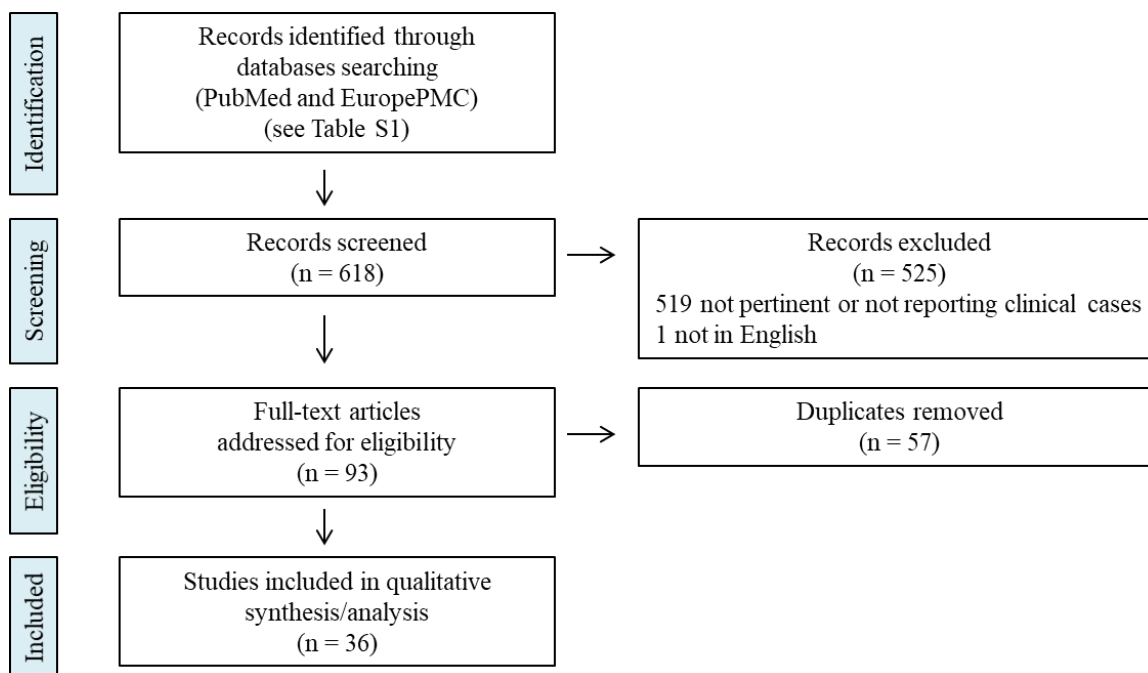 Identification
Records identified through
databases searching
(PubMed and EuropePMC)
(see Table S1)
Screening
Records screened
(n = 618)
Records excluded
(n = 525)
519 not pertinent or not reporting clinical cases
1 not in English
Eligibility
Full-text articles
addressed for eligibility
(n = 93)
Duplicates removed
(n = 57)
Included
Studies included in qualitative
synthesis/analysis
(n = 36)